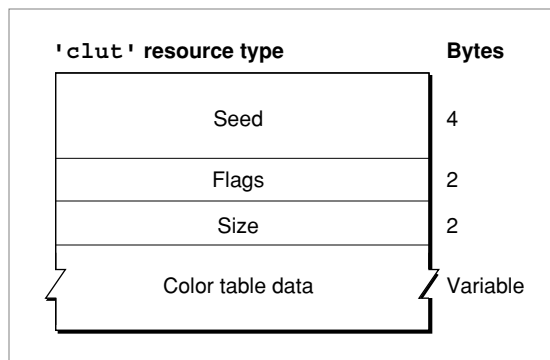 'clut' resource type Bytes
Seed 4
Flags 2
Size 2
Color table data Variable